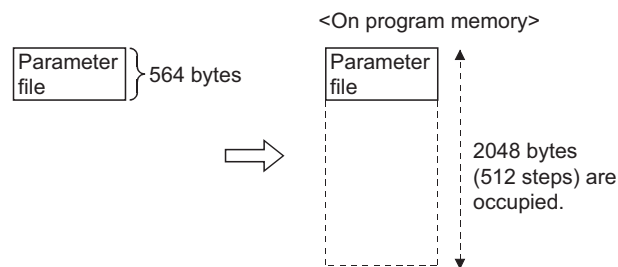 <On program memory>
Parameter
file
564 bytes
Parameter
file
2048 bytes
(512 steps) are
occupied.